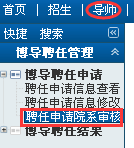 首页 招生 导师
快捷 搜索
博导聘任管理
博导聘任申请
聘任申请信息查看
聘任申请信息修改
聘任申请院系审核
博导聘任结果